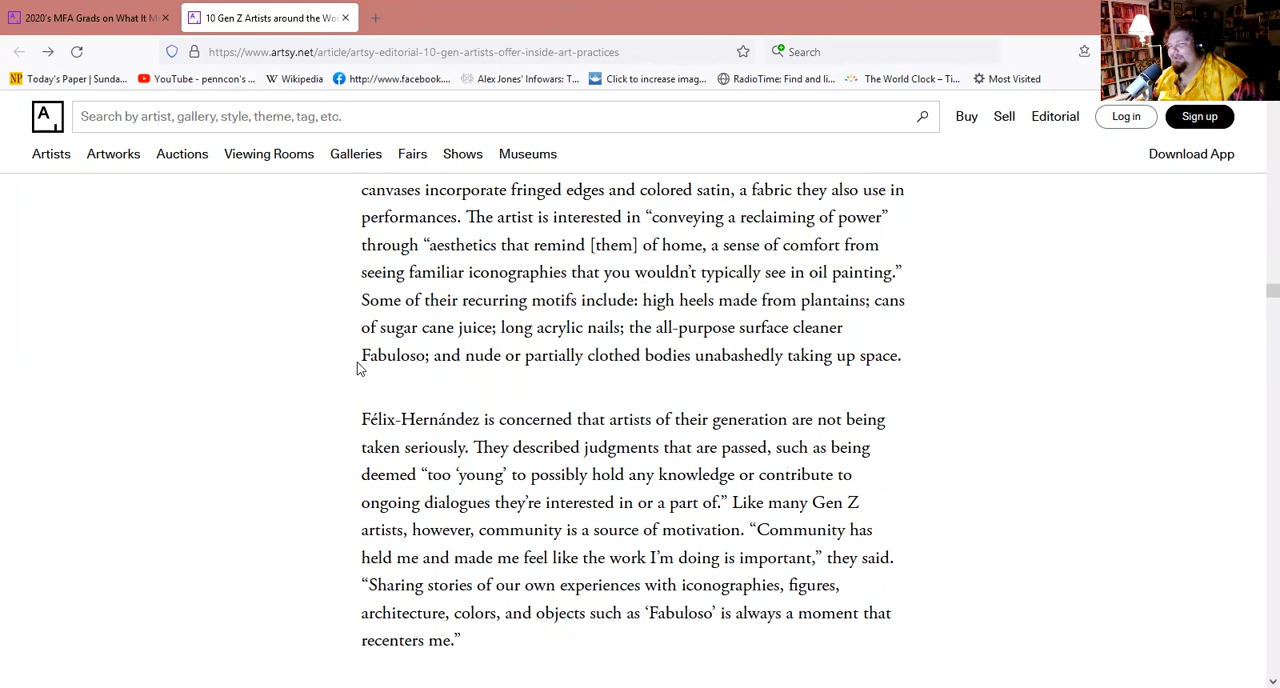 2020's MFA Grads on What It M
10 Gen Z Artists around the Wo
https://www.artsy.net/article/artsy-editorial-10-gen-artists-offer-inside-art-practices
Search
Today's Paper | Sunda...
YouTube - penncon's ...
Wikipedia
http://www.facebook....
Alex Jones' Infowars: T...
Click to increase imag...
RadioTime: Find and li...
The World Clock – Ti...
Most Visited
A
Search by artist, gallery, style, theme, tag, etc.
Buy
Sell
Editorial
Log in
Sign up
Artists
Artworks
Auctions
Viewing Rooms
Galleries
Fairs
Shows
Museums
Download App
canvases incorporate fringed edges and colored satin, a fabric they also use in
performances. The artist is interested in “conveying a reclaiming of power”
through “aesthetics that remind [them] of home, a sense of comfort from
seeing familiar iconographies that you wouldn’t typically see in oil painting.”
Some of their recurring motifs include: high heels made from plantains; cans
of sugar cane juice; long acrylic nails; the all-purpose surface cleaner
Fabuloso; and nude or partially clothed bodies unabashedly taking up space.
Félix-Hernández is concerned that artists of their generation are not being
taken seriously. They described judgments that are passed, such as being
deemed “too ‘young’ to possibly hold any knowledge or contribute to
ongoing dialogues they’re interested in or a part of.” Like many Gen Z
artists, however, community is a source of motivation. “Community has
held me and made me feel like the work I’m doing is important,” they said.
“Sharing stories of our own experiences with iconographies, figures,
architecture, colors, and objects such as ‘Fabuloso’ is always a moment that
recenters me.”